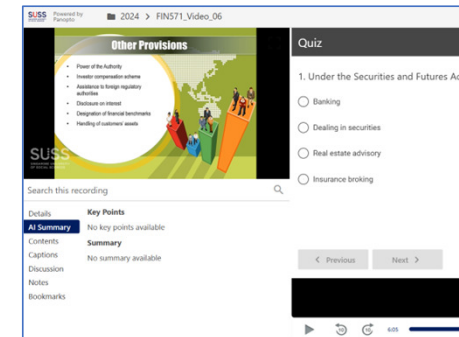 SUSS Powered by Panopto 2024 > FIN571_Video_06
Other Provisions
• Power of the Authority
• Investor compensation scheme
• Assistance to foreign regulatory
authorities
• Disclosure on interest
• Designation of financial benchmarks
• Handling of customers' assets
SUSS
Search this recording
Details
AI Summary
Contents
Captions
Discussion
Notes
Bookmarks
Key Points
No key points available
Summary
No summary available
Quiz
1. Under the Securities and Futures Ac
Banking
Dealing in securities
Real estate advisory
Insurance broking
< Previous
Next >
10
10
6:05